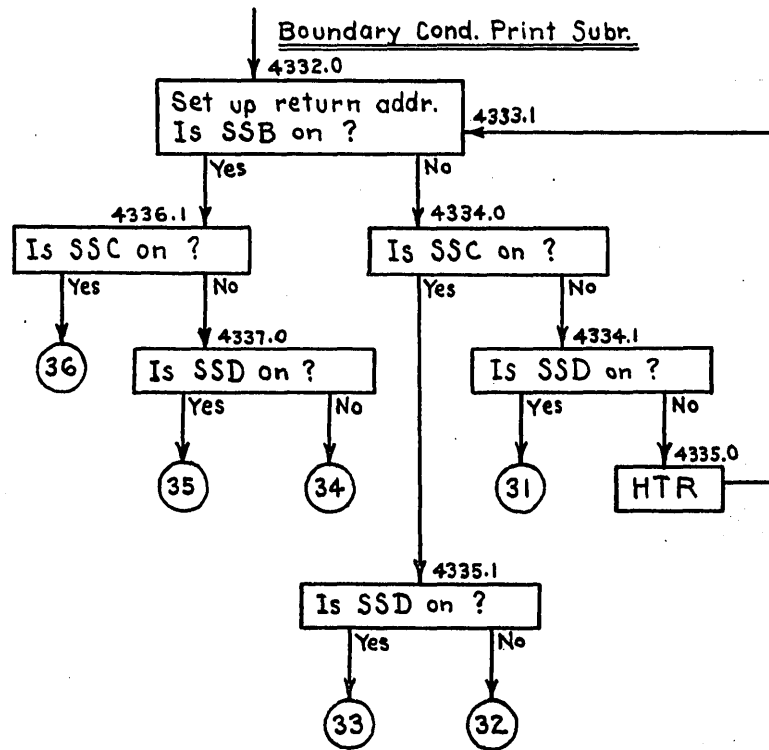 Boundary Cond. Print Subr.
4332.0
Set up return addr.
Is SSB on ?
4333.1
Yes
No
4336.1
Is SSC on ?
4334.0
Is SSC on ?
Yes
No
Yes
No
36
4337.0
Is SSD on ?
4334.1
Is SSD on ?
Yes
No
Yes
No
35
34
31
4335.0
HTR
4335.1
Is SSD on ?
Yes
No
33
32